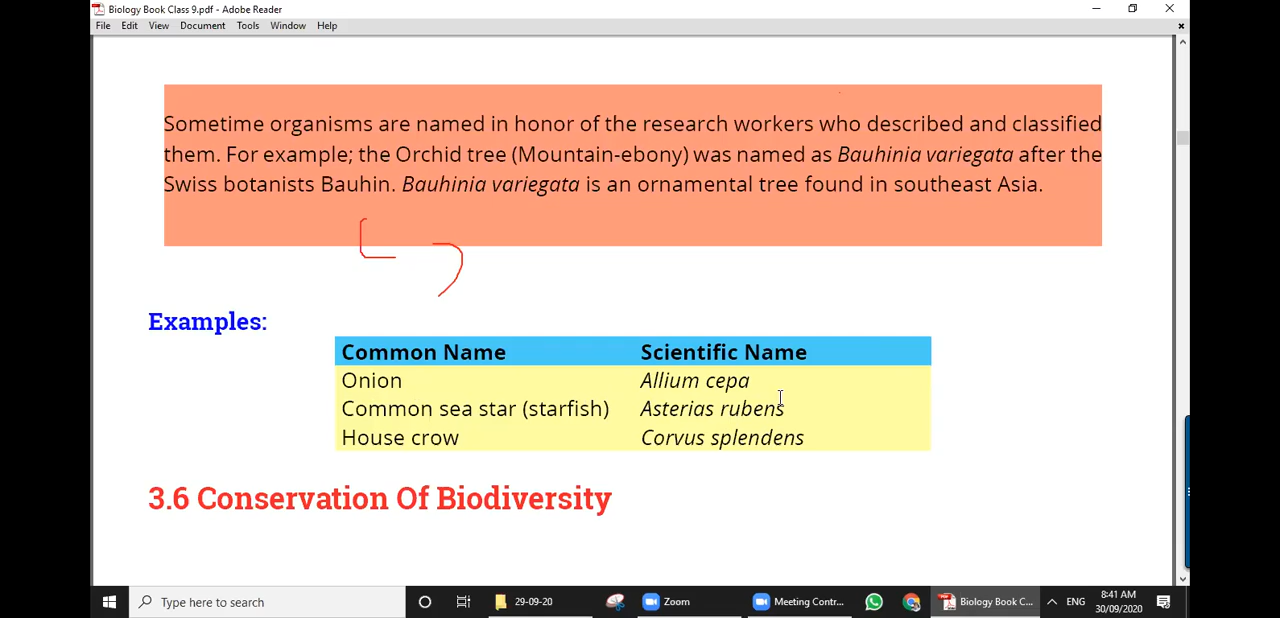 Biology Book Class 9.pdf - Adobe Reader
File Edit View Document Tools Window Help
Sometime organisms are named in honor of the research workers who described and classified
them. For example; the Orchid tree (Mountain-ebony) was named as Bauhinia variegata after the
Swiss botanists Bauhin. Bauhinia variegata is an ornamental tree found in southeast Asia.
Examples:
Common Name Scientific Name
Onion Allium cepa
Common sea star (starfish) Asterias rubens
House crow Corvus splendens
3.6 Conservation Of Biodiversity
Type here to search 29-09-20 Zoom Meeting Contr... Biology Book C... ENG 8:41 AM
30/09/2020